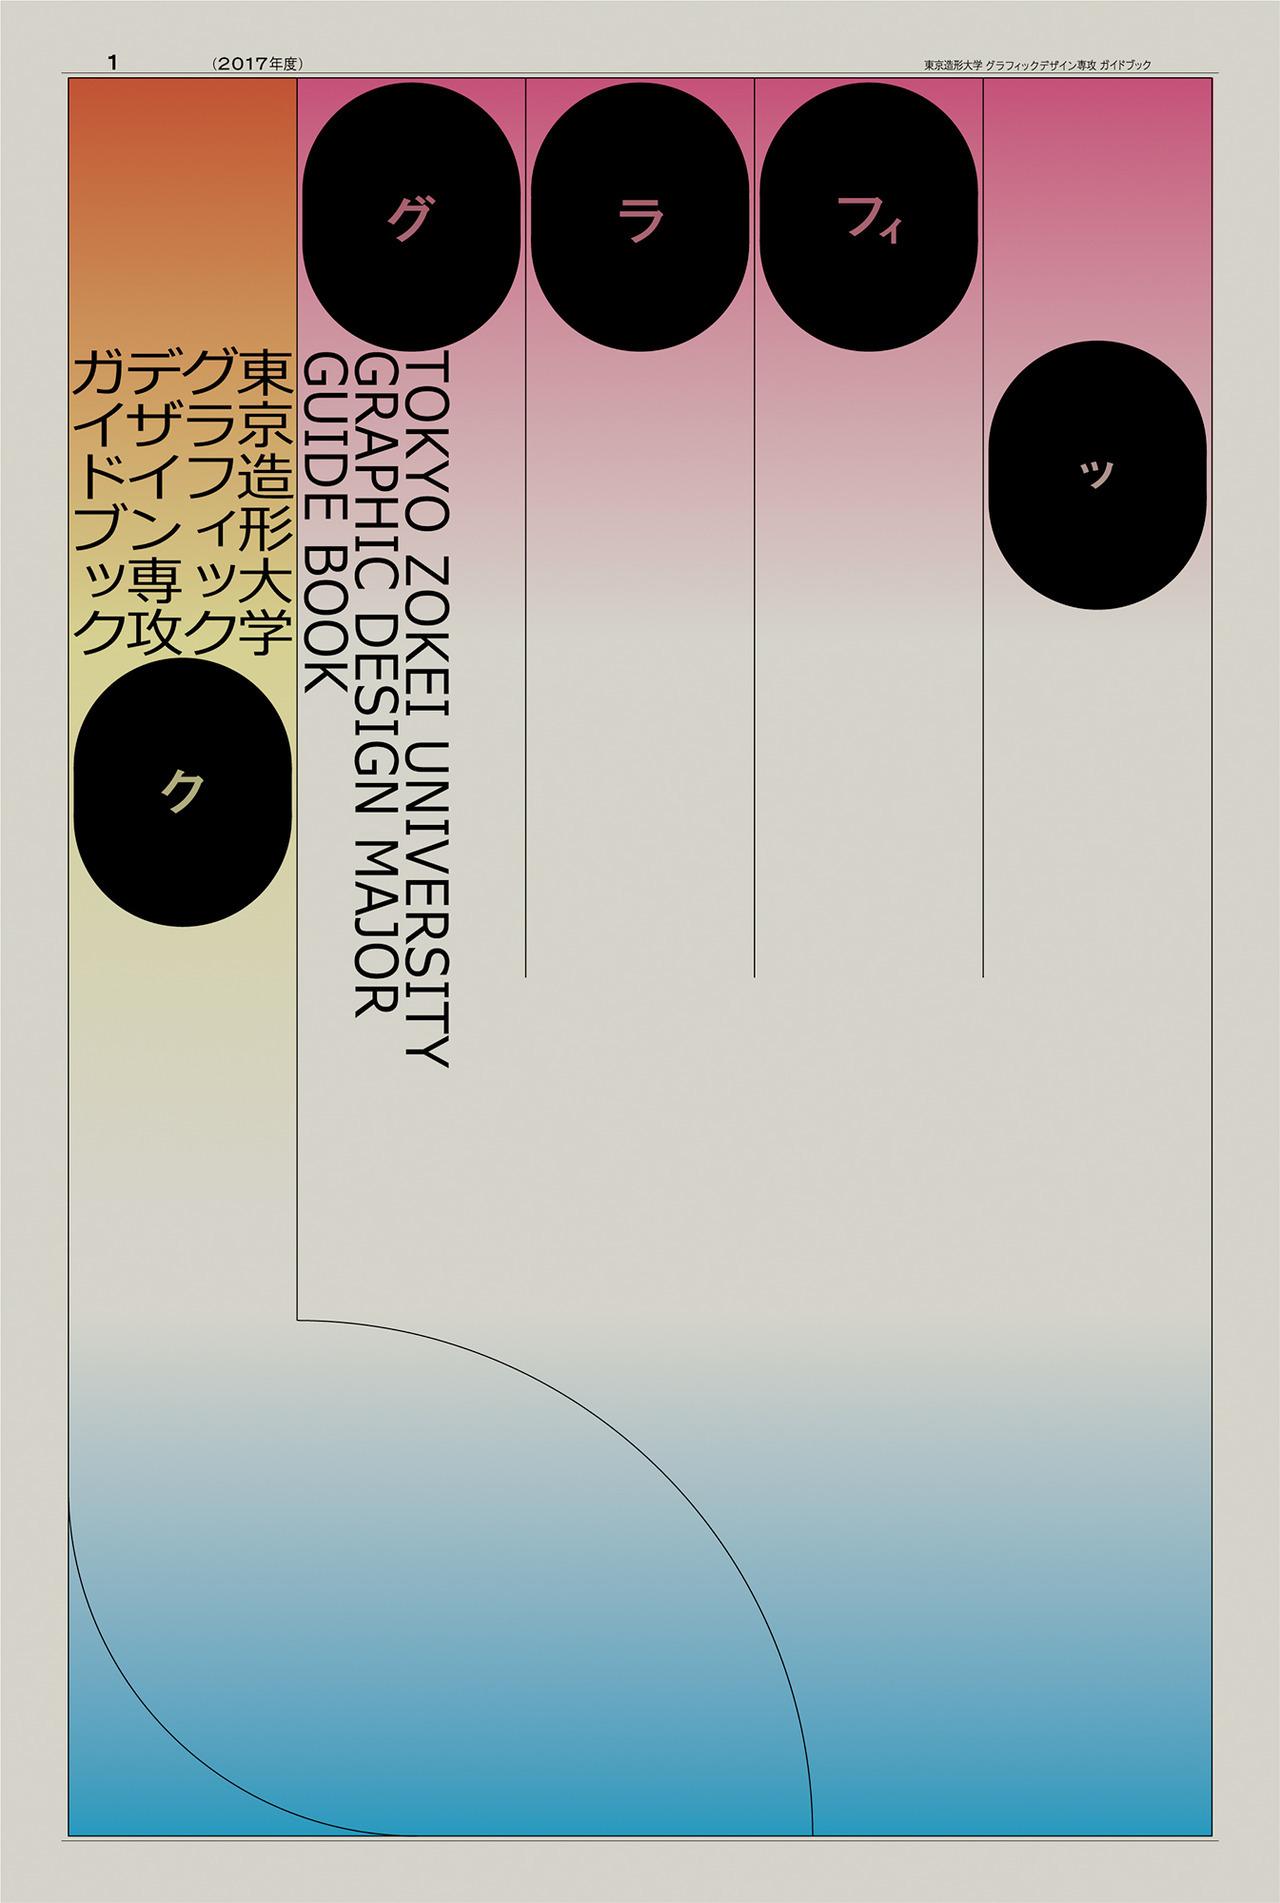 1
（2017年度）
東京造形大学 グラフィックデザイン専攻 ガイドブック
グ
ラ
フィ
ッ
ク
東京造形大学
グラフィック
デザイン専攻
ガイドブック
TOKYO ZOKEI UNIVERSITY
GRAPHIC DESIGN MAJOR
GUIDE BOOK